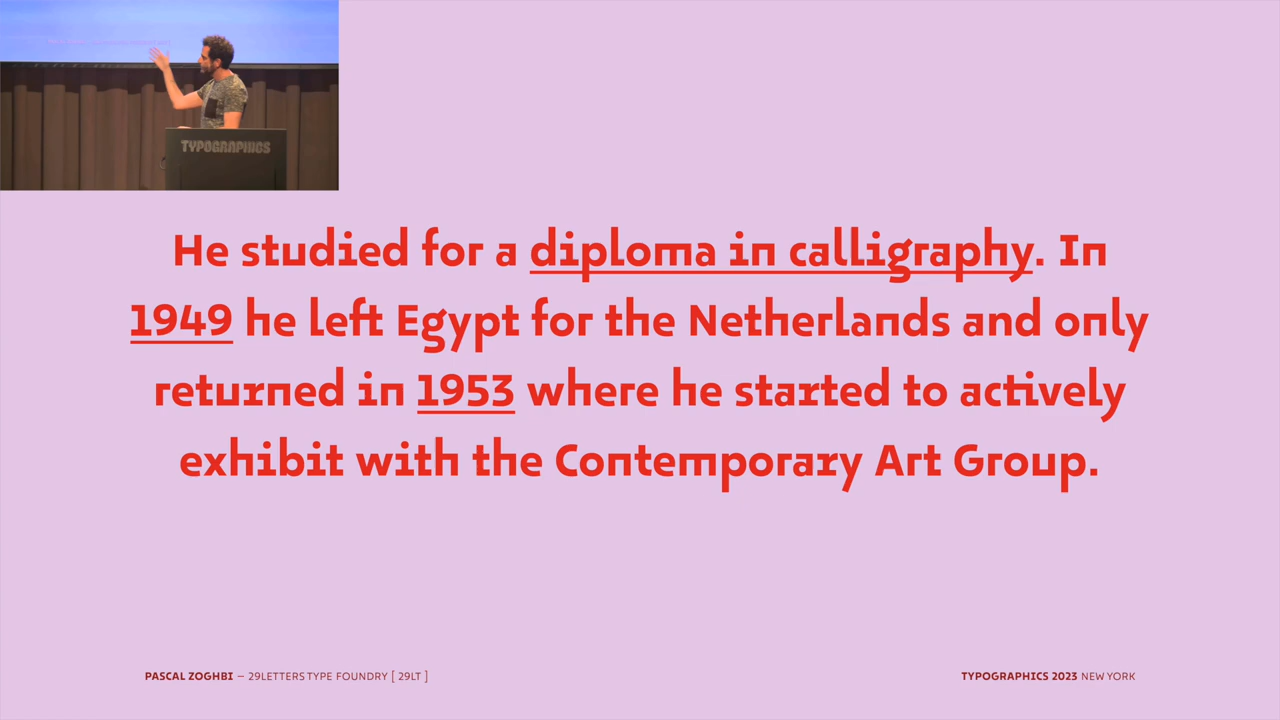 TYPOGRAPHICS
He studied for a diploma in calligraphy. In
1949 he left Egypt for the Netherlands and only
returned in 1953 where he started to actively
exhibit with the Contemporary Art Group.
PASCAL ZOGHBI — 29LETTERS TYPE FOUNDRY [ 29LT ]
TYPOGRAPHICS 2023 NEW YORK